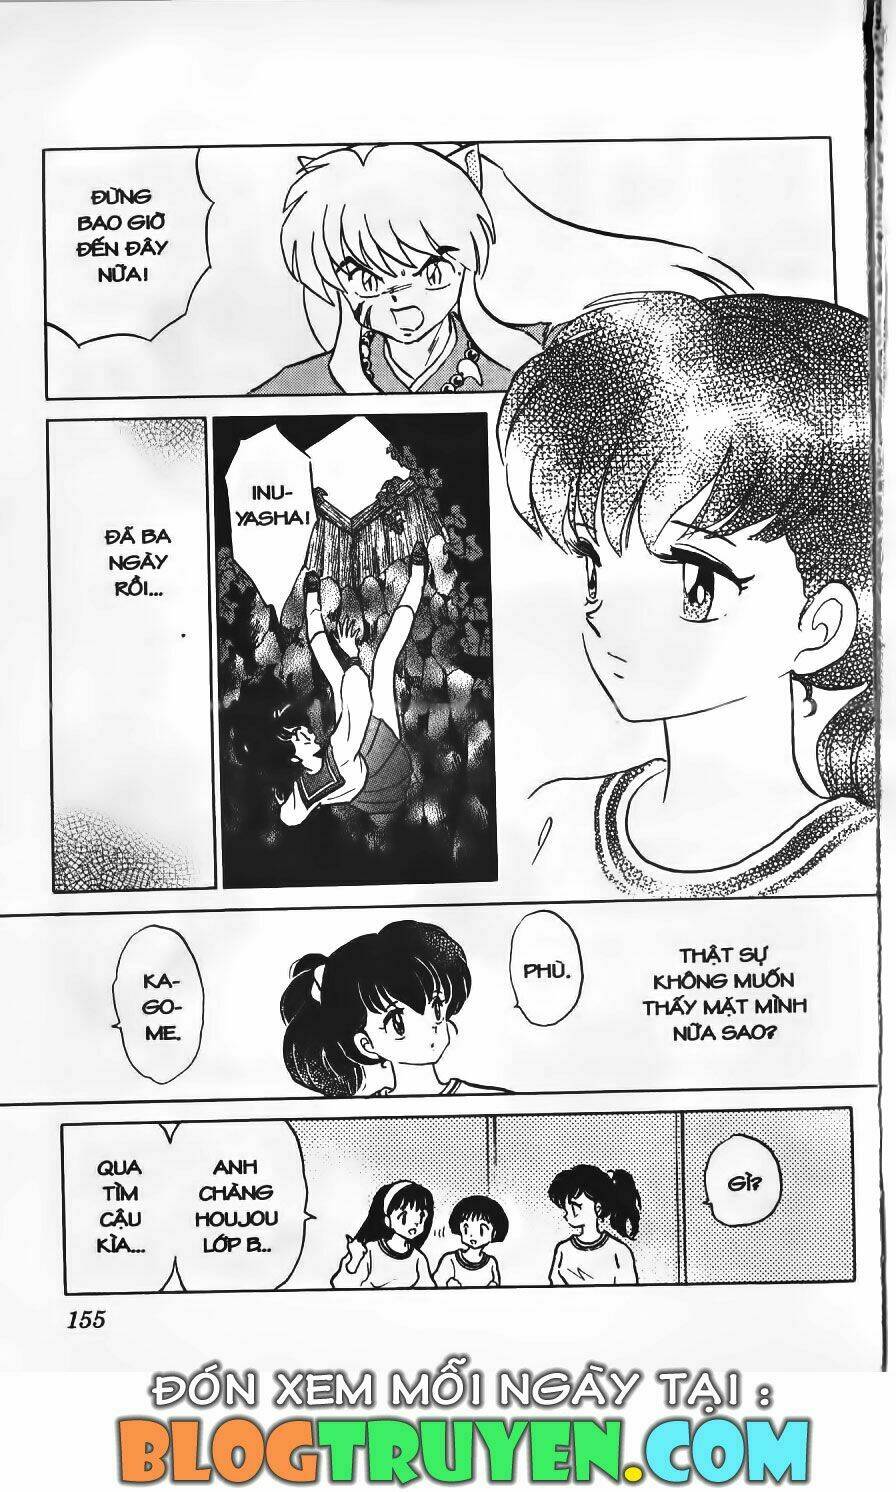 ĐỪNG
BAO GIỜ
ĐẾN ĐÂY
NỮA!
INU-
YASHA!
ĐÃ BA
NGÀY
RỒI...
THẬT SỰ
KHÔNG MUỐN
THẤY MẶT MÌNH
NỮA SAO?
PHÙ.
KA-
GO-
ME.
GÌ?
ANH
CHÀNG
HOUJOU
LỚP B..
QUA
TÌM
CẬU
KÌA...
155
ĐÓN XEM MỖI NGÀY TẠI :
BLOGTRUYEN.COM